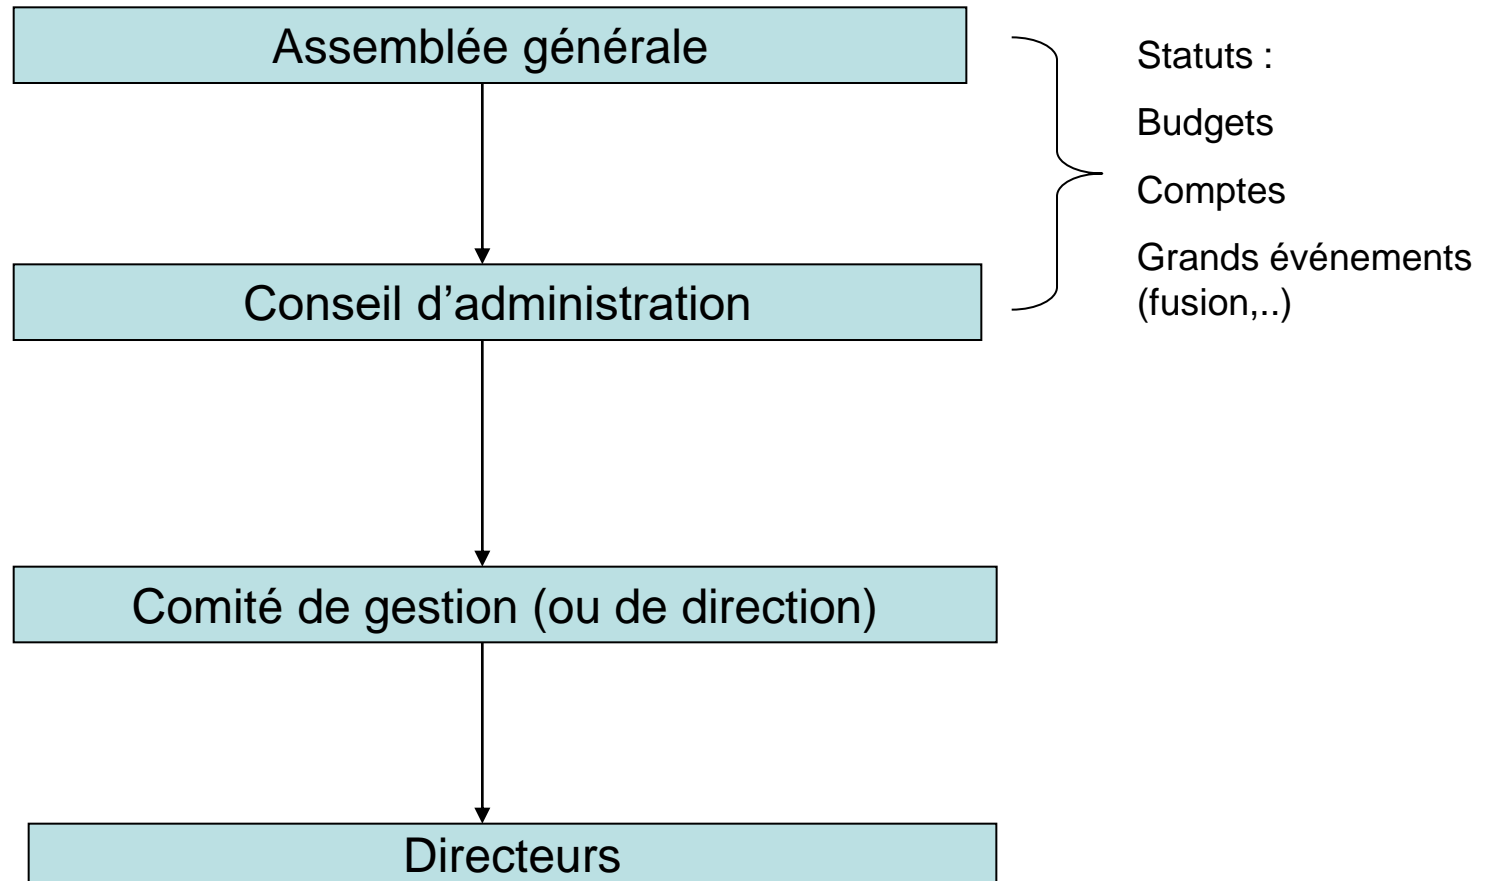 Assemblée générale
Statuts :
Budgets
Comptes
Grands événements
(fusion,..)
Conseil d’administration
Comité de gestion (ou de direction)
Directeurs